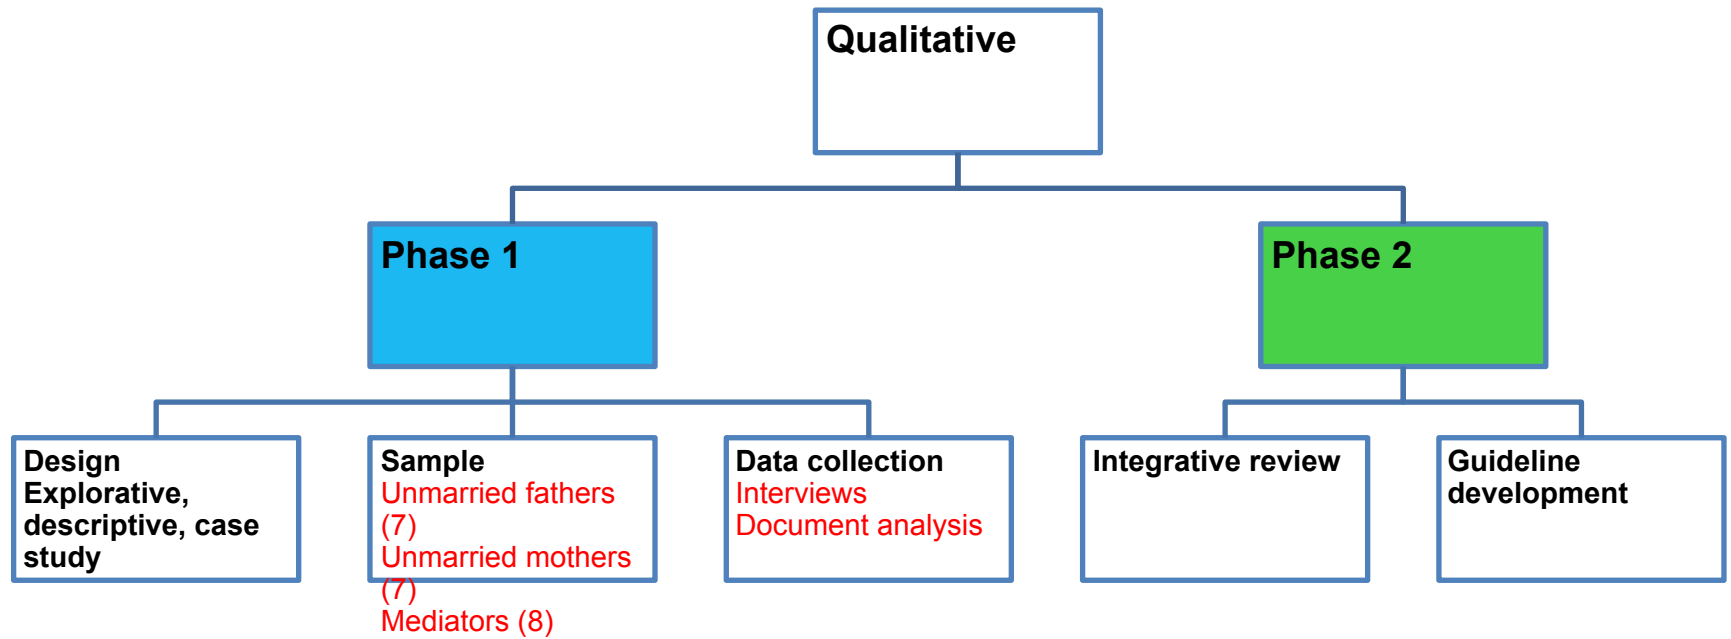 Qualitative
Phase 1
Phase 2
Design
Explorative,
descriptive, case
study
Sample
Unmarried fathers
(7)
Unmarried mothers
(7)
Mediators (8)
Data collection
Interviews
Document analysis
Integrative review
Guideline
development